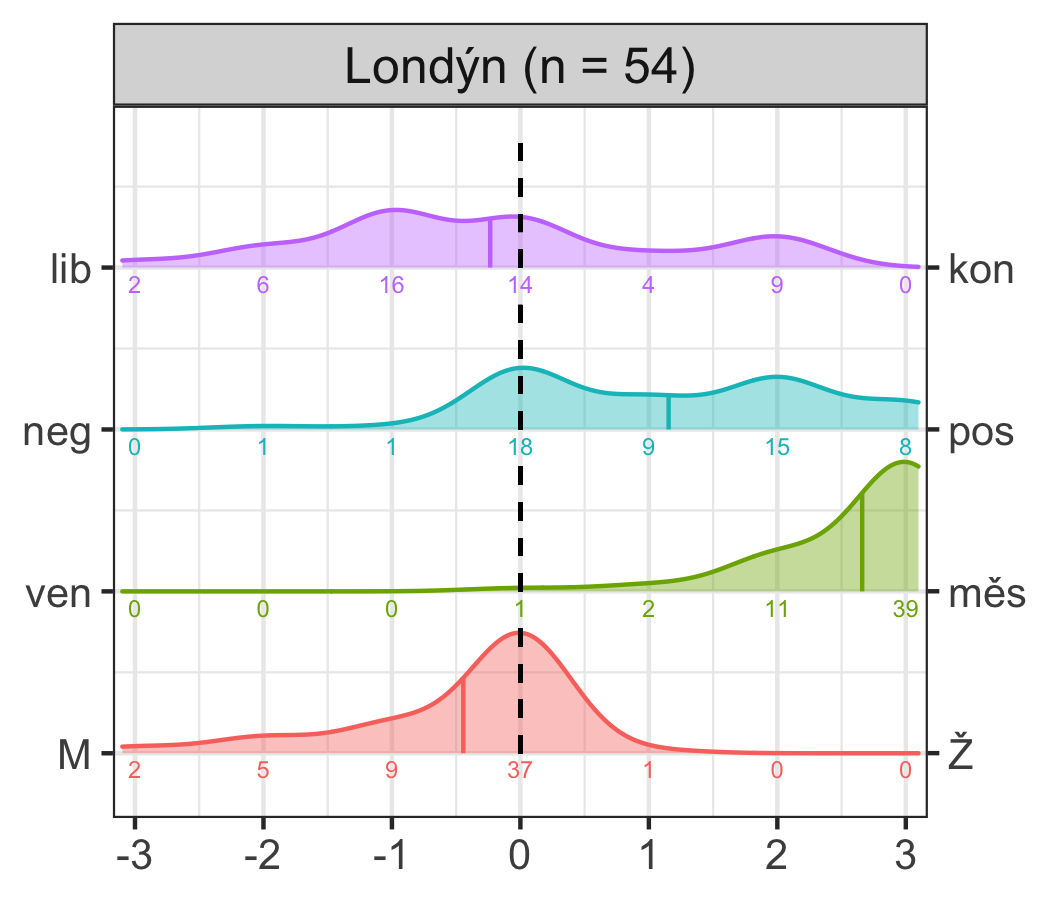 Londýn (n = 54)
lib kon
2 6 16 14 4 9 0
neg pos
0 1 1 18 9 15 8
ven měs
0 0 0 1 2 11 39
M Ž
2 5 9 37 1 0 0
-3 -2 -1 0 1 2 3